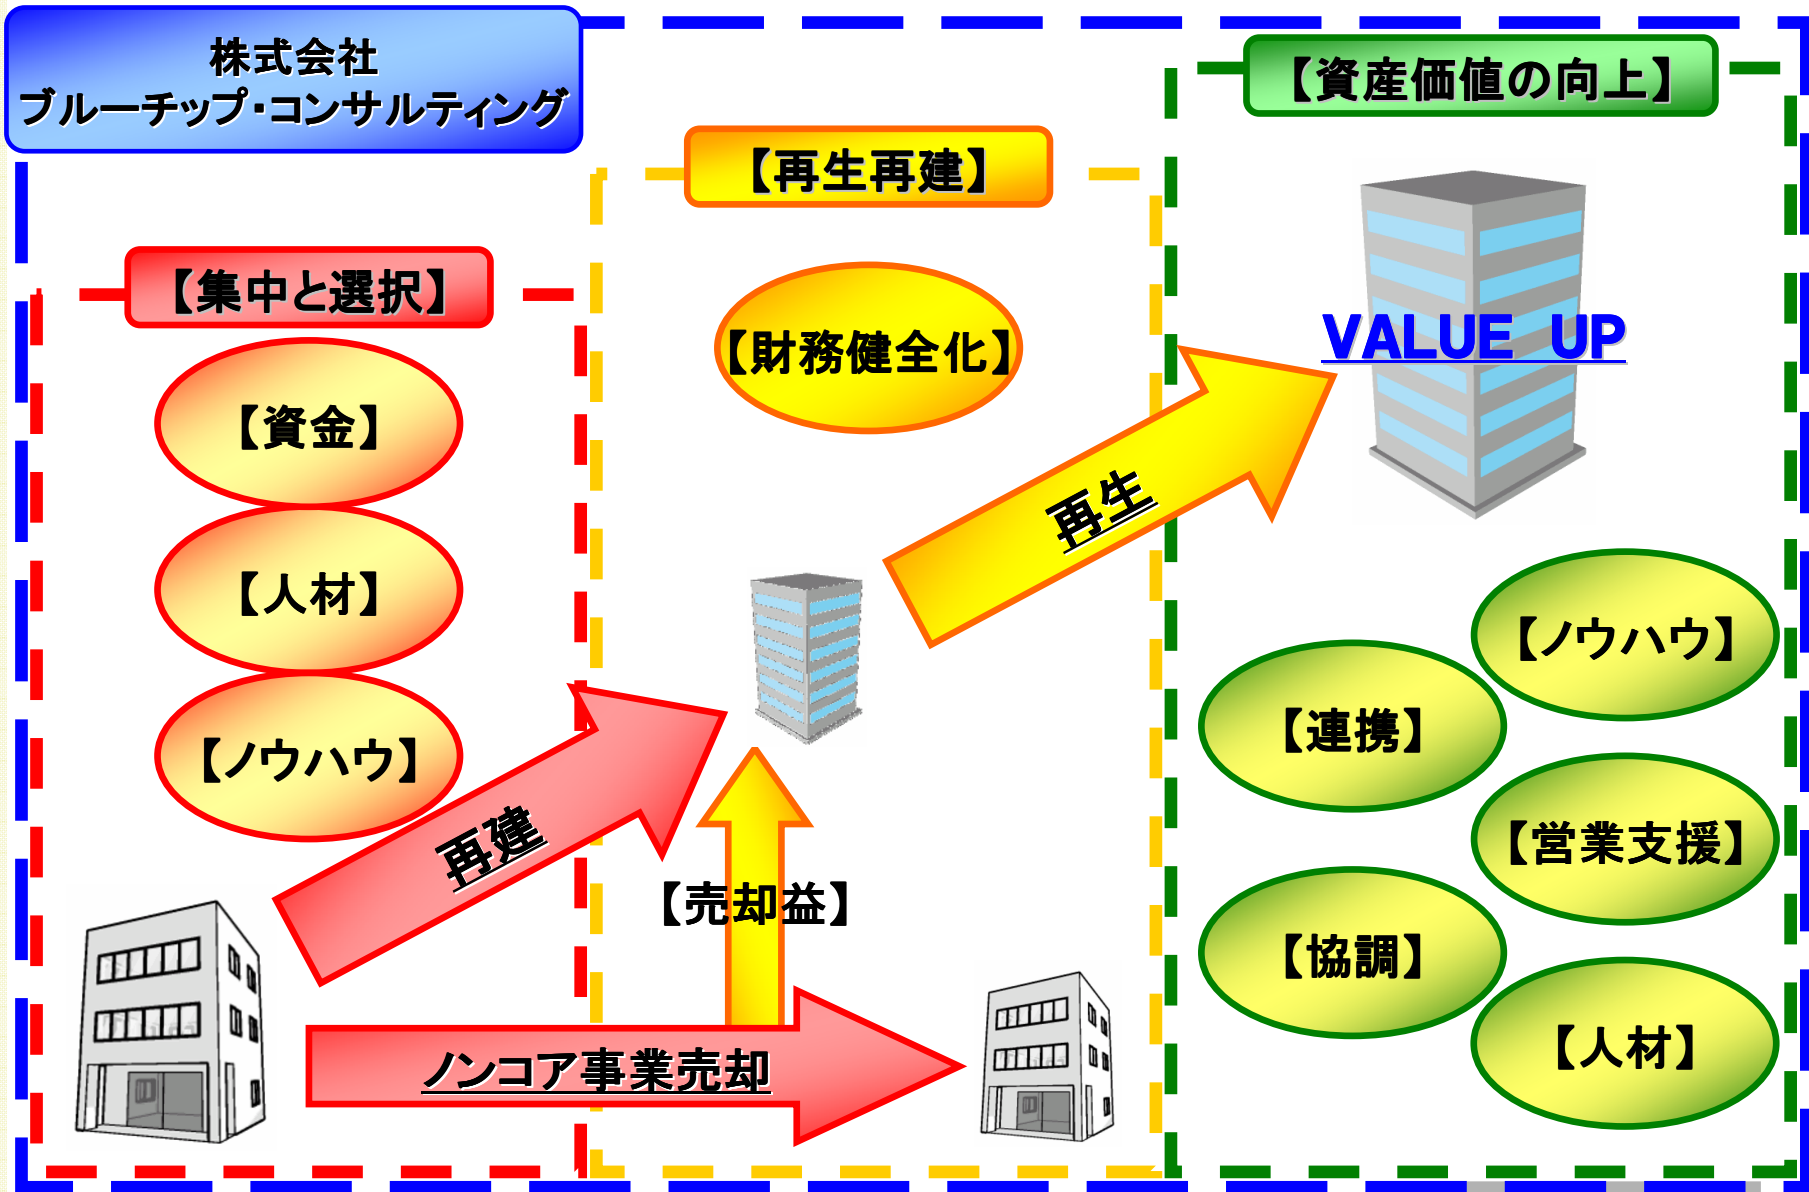 株式会社
ブルーチップ・コンサルティング
【集中と選択】
【資金】
【人材】
【ノウハウ】
再建
ノンコア事業売却
【再生再建】
【財務健全化】
【売却益】
再生
【資産価値の向上】
VALUE UP
【ノウハウ】
【連携】
【営業支援】
【協調】
【人材】